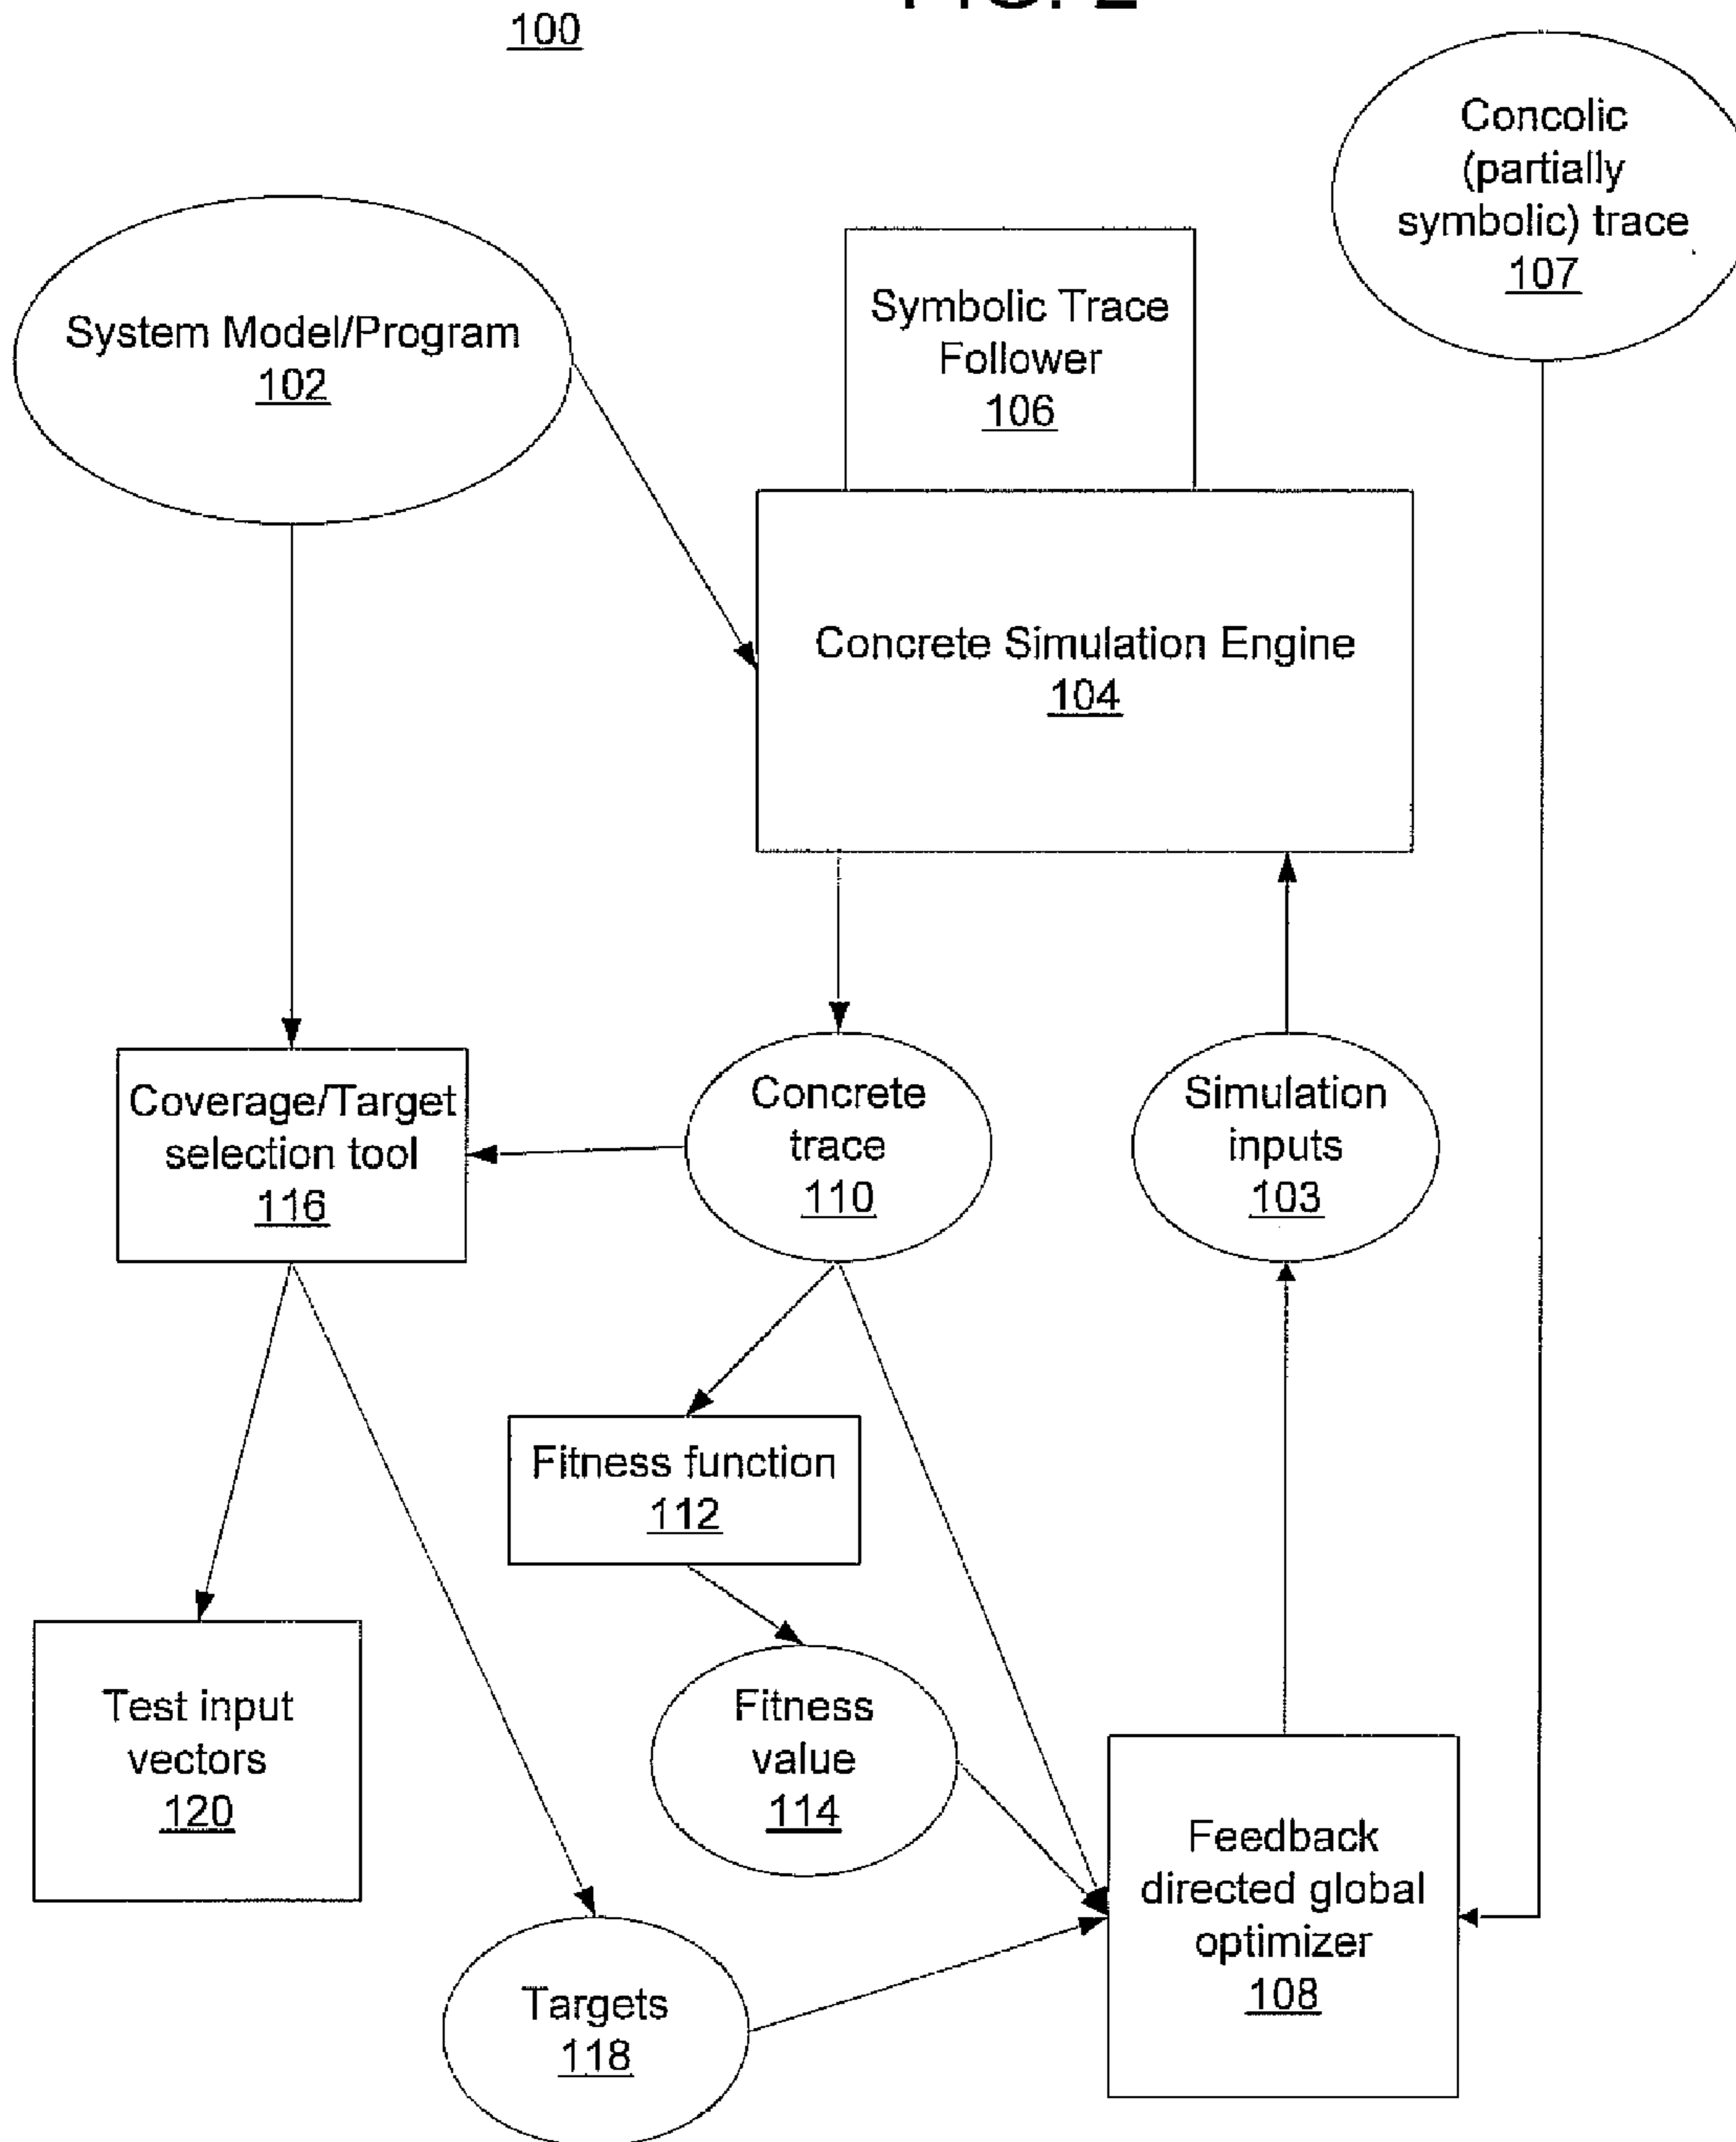 100
Concolic
(partially
symbolic) trace
107
System Model/Program
102
Symbolic Trace
Follower
106
Concrete Simulation Engine
104
Coverage/Target
selection tool
116
Concrete
trace
110
Simulation
inputs
103
Fitness function
112
Test input
vectors
120
Fitness
value
114
Feedback
directed global
optimizer
108
Targets
118